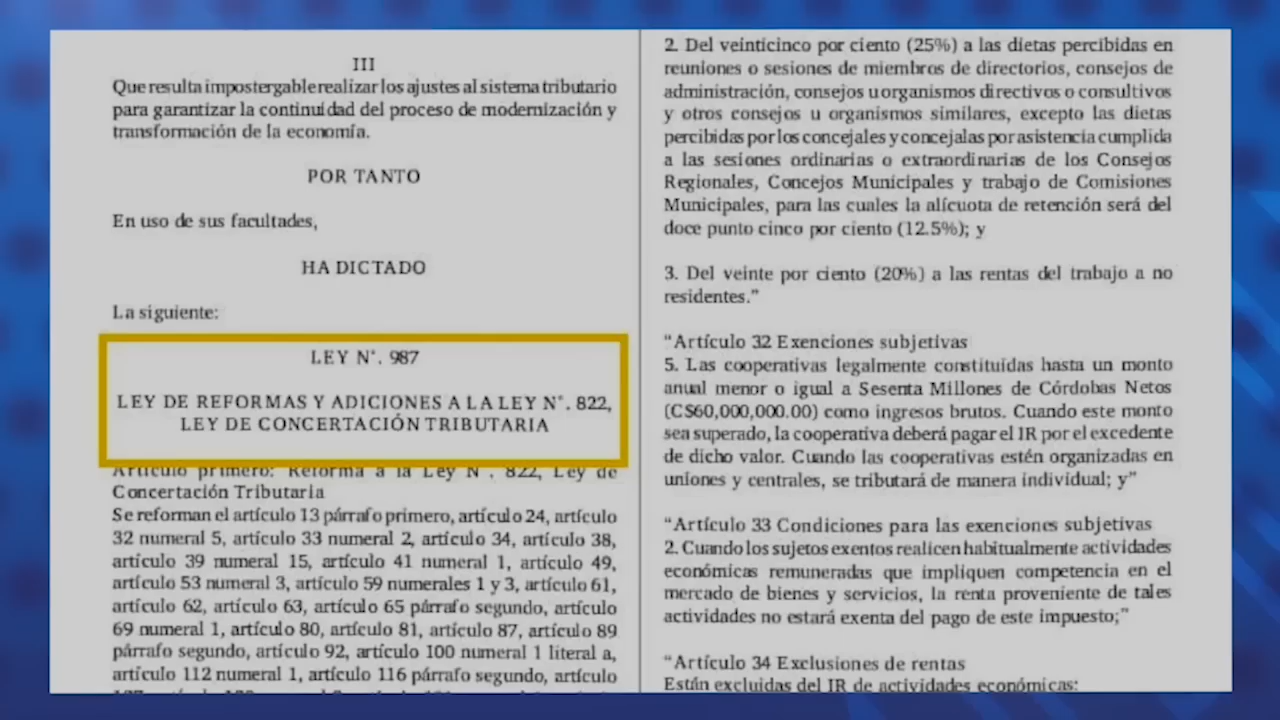 III
Que resulta impostergable realizar los ajustes al sistema tributario
para garantizar la continuidad del proceso de modernización y
transformación de la economía.
POR TANTO
En uso de sus facultades,
HA DICTADO
La siguiente:
LEY N°. 987
LEY DE REFORMAS Y ADICIONES A LA LEY N°. 822,
LEY DE CONCERTACIÓN TRIBUTARIA
Artículo primero: Reforma a la Ley N°. 822, Ley de
Concertación Tributaria
Se reforman el artículo 13 párrafo primero, artículo 24, artículo
32 numeral 5, artículo 33 numeral 2, artículo 34, artículo 38,
artículo 39 numeral 15, artículo 41 numeral 1, artículo 49,
artículo 53 numeral 3, artículo 59 numerales 1 y 3, artículo 61,
artículo 62, artículo 63, artículo 65 párrafo segundo, artículo
69 numeral 1, artículo 80, artículo 81, artículo 87, artículo 89
párrafo segundo, artículo 92, artículo 100 numeral 1 literal a,
artículo 112 numeral 1, artículo 116 párrafo segundo, artículo
2. Del veinticinco por ciento (25%) a las dietas percibidas en
reuniones o sesiones de miembros de directorios, consejos de
administración, consejos u organismos directivos o consultivos
y otros consejos u organismos similares, excepto las dietas
percibidas por los concejales y concejalas por asistencia cumplida
a las sesiones ordinarias o extraordinarias de los Consejos
Regionales, Concejos Municipales y trabajo de Comisiones
Municipales, para las cuales la alícuota de retención será del
doce punto cinco por ciento (12.5%); y
3. Del veinte por ciento (20%) a las rentas del trabajo a no
residentes.”
“Artículo 32 Exenciones subjetivas
5. Las cooperativas legalmente constituidas hasta un monto
anual menor o igual a Sesenta Millones de Córdobas Netos
(C$60,000,000.00) como ingresos brutos. Cuando este monto
sea superado, la cooperativa deberá pagar el IR por el excedente
de dicho valor. Cuando las cooperativas estén organizadas en
uniones y centrales, se tributará de manera individual; y”
“Artículo 33 Condiciones para las exenciones subjetivas
2. Cuando los sujetos exentos realicen habitualmente actividades
económicas remuneradas que impliquen competencia en el
mercado de bienes y servicios, la renta proveniente de tales
actividades no estará exenta del pago de este impuesto;”
“Artículo 34 Exclusiones de rentas
Están excluidas del IR de actividades económicas: